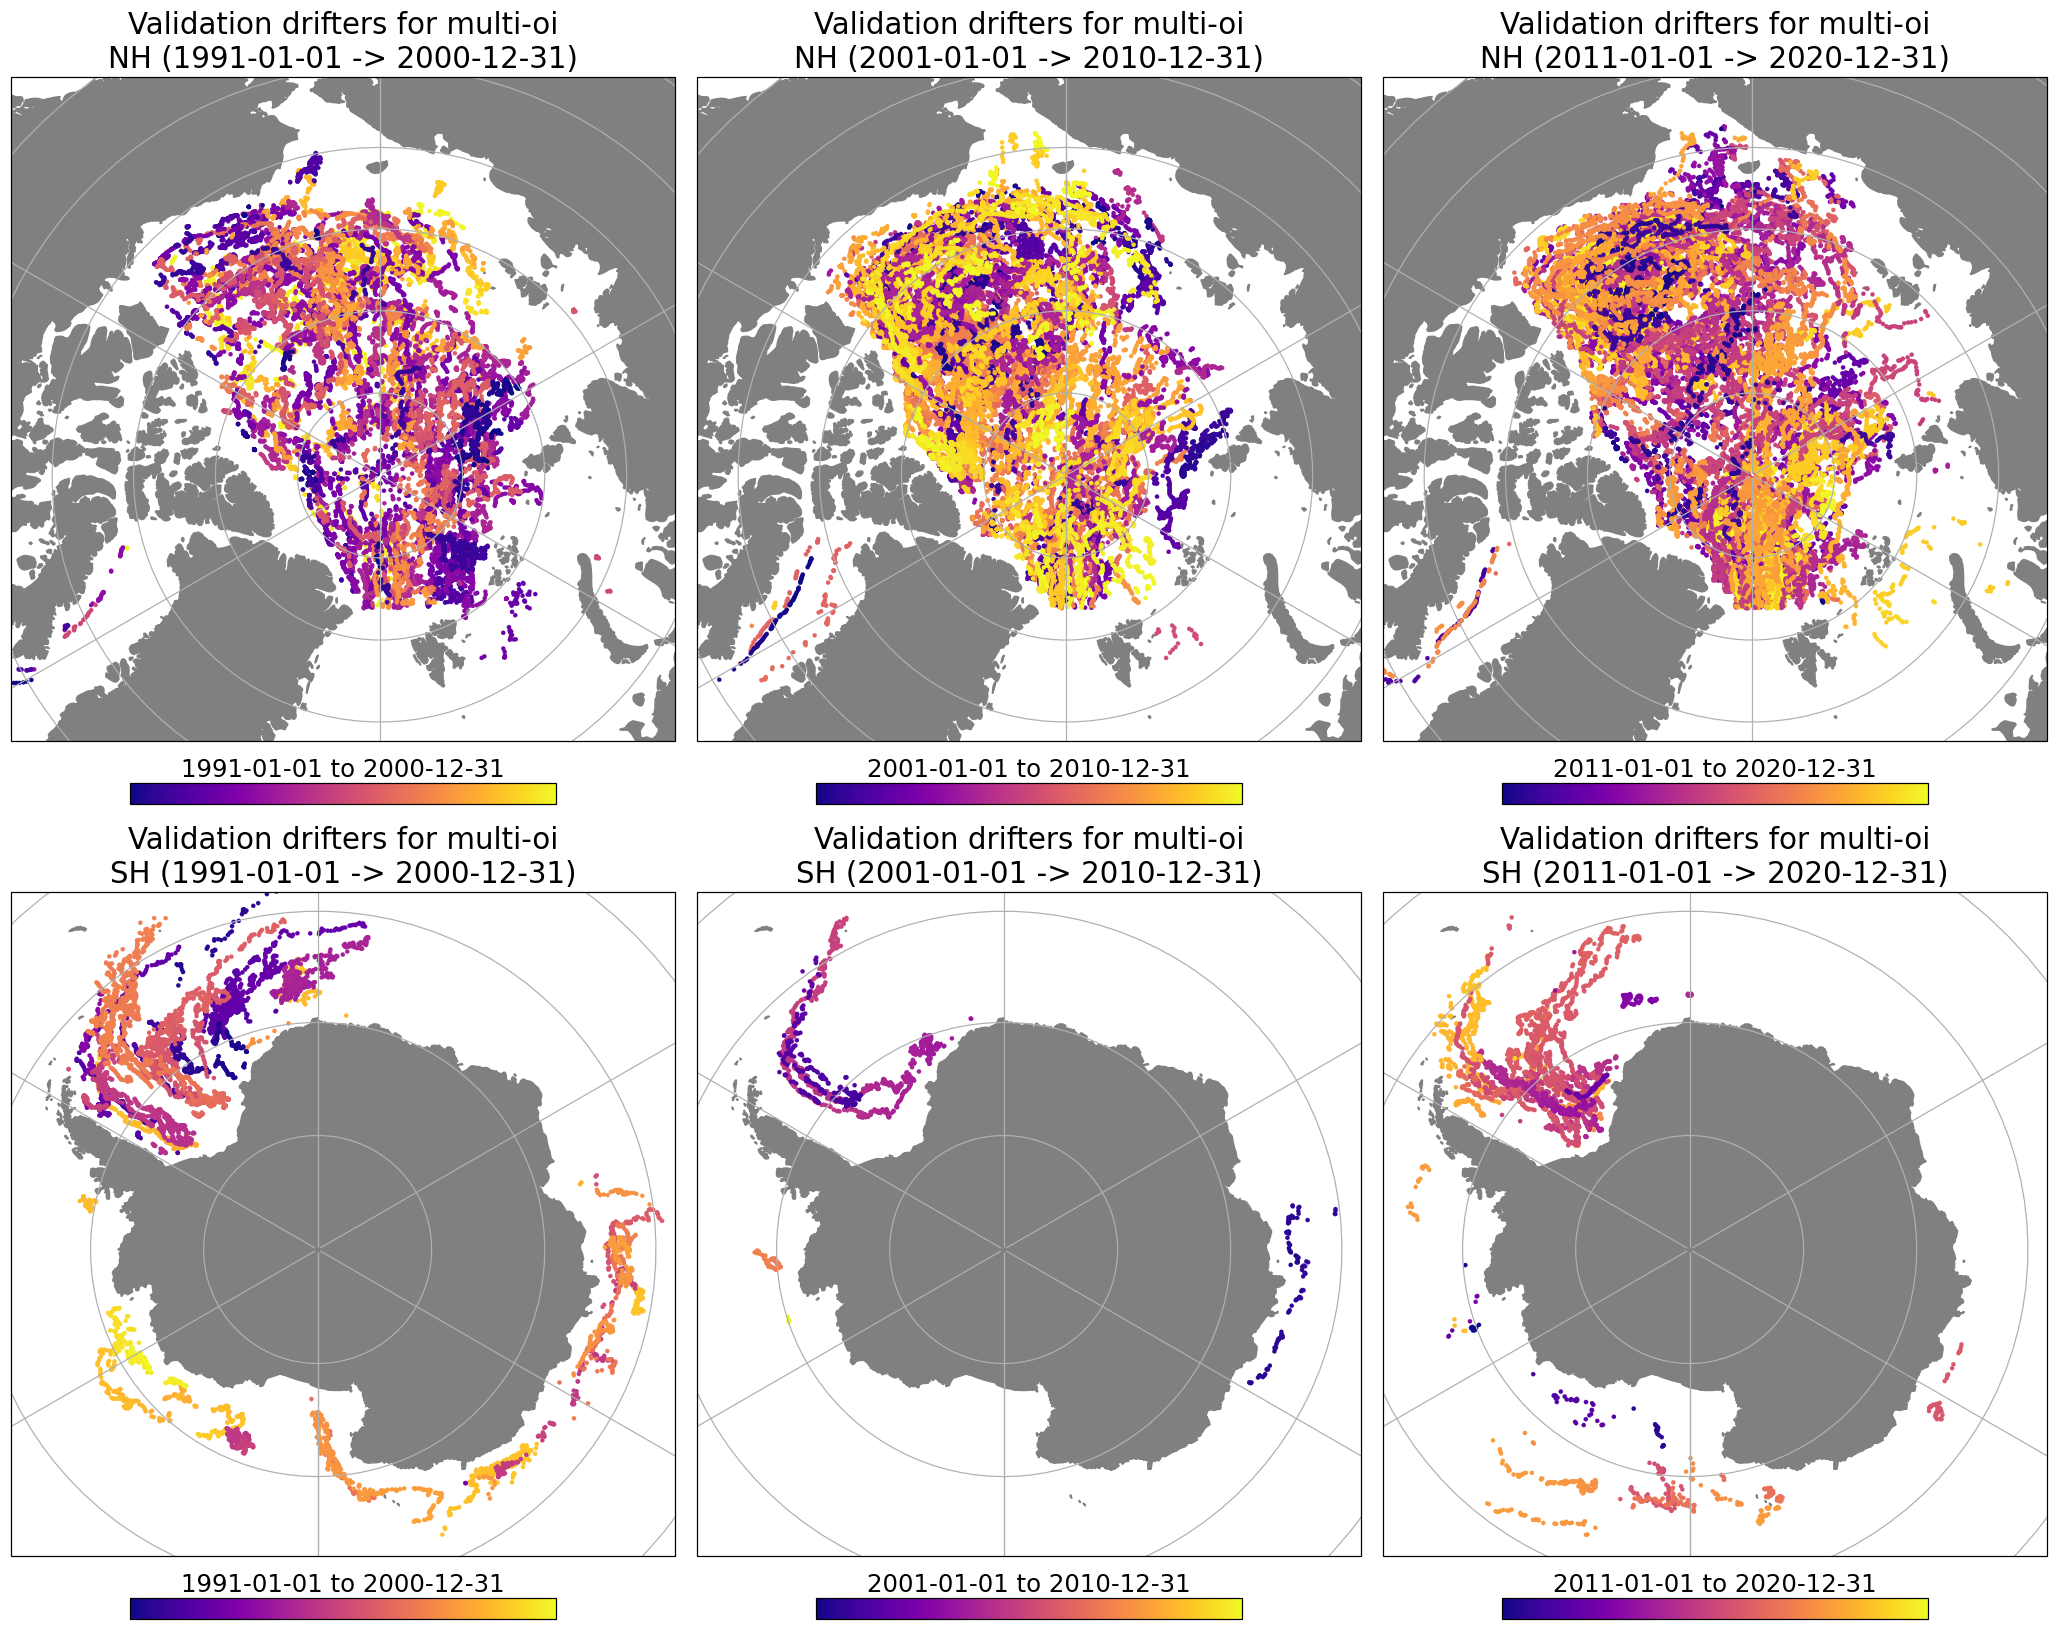 Validation drifters for multi-oi
NH (1991-01-01 -> 2000-12-31)
Validation drifters for multi-oi
NH (2001-01-01 -> 2010-12-31)
Validation drifters for multi-oi
NH (2011-01-01 -> 2020-12-31)
1991-01-01 to 2000-12-31
2001-01-01 to 2010-12-31
2011-01-01 to 2020-12-31
Validation drifters for multi-oi
SH (1991-01-01 -> 2000-12-31)
Validation drifters for multi-oi
SH (2001-01-01 -> 2010-12-31)
Validation drifters for multi-oi
SH (2011-01-01 -> 2020-12-31)
1991-01-01 to 2000-12-31
2001-01-01 to 2010-12-31
2011-01-01 to 2020-12-31